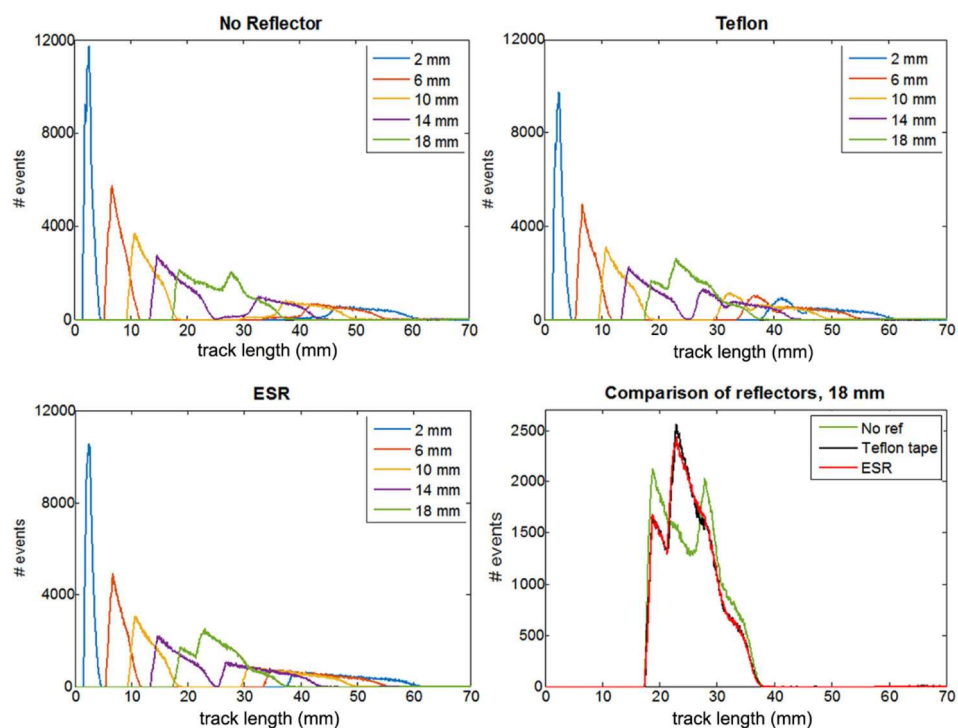 No Reflector
12000
8000
4000
0
# events
0 10 20 30 40 50 60 70
track length (mm)
2 mm
6 mm
10 mm
14 mm
18 mm
Teflon
12000
8000
4000
0
# events
0 10 20 30 40 50 60 70
track length (mm)
2 mm
6 mm
10 mm
14 mm
18 mm
ESR
12000
8000
4000
0
# events
0 10 20 30 40 50 60 70
track length (mm)
2 mm
6 mm
10 mm
14 mm
18 mm
Comparison of reflectors, 18 mm
2500
2000
1500
1000
500
0
# events
0 10 20 30 40 50 60 70
track length (mm)
No ref
Teflon tape
ESR